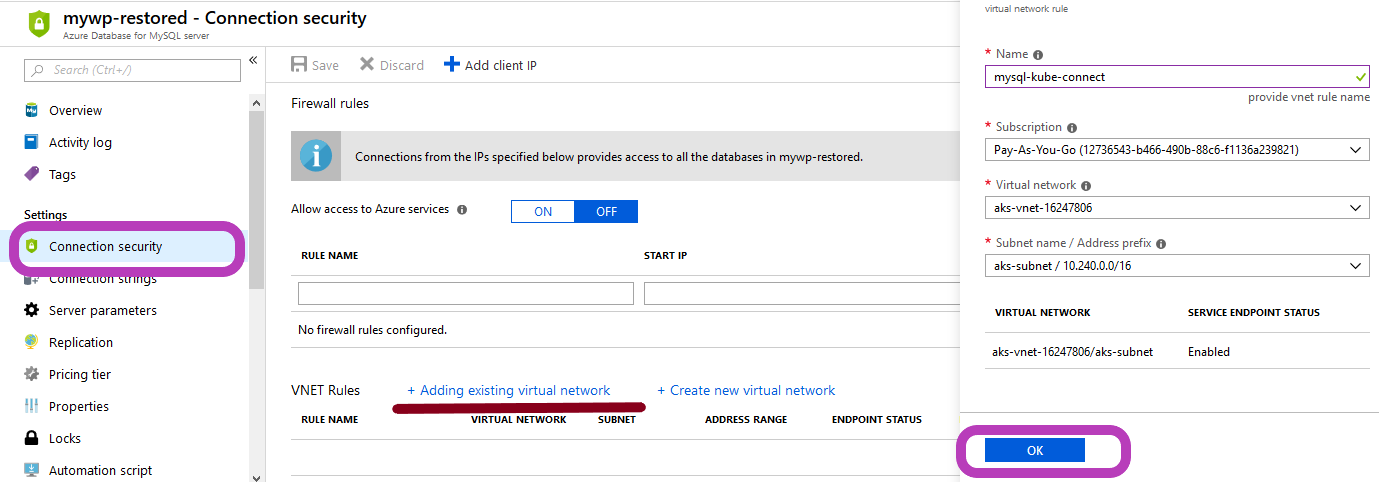 mywp-restored - Connection security
Azure Database for MySQL server
Search (Ctrl+/)
«
Overview
Activity log
Tags
Settings
Connection security
Connection strings
Server parameters
Replication
Pricing tier
Properties
Locks
Automation script
Save
Discard
Add client IP
Firewall rules
Connections from the IPs specified below provides access to all the databases in mywp-restored.
Allow access to Azure services
ON OFF
RULE NAME START IP
No firewall rules configured.
VNET Rules + Adding existing virtual network + Create new virtual network
RULE NAME VIRTUAL NETWORK SUBNET ADDRESS RANGE ENDPOINT STATUS
virtual network rule
* Name
mysql-kube-connect
provide vnet rule name
* Subscription
Pay-As-You-Go (12736543-b466-490b-88c6-f1136a239821)
* Virtual network
aks-vnet-16247806
* Subnet name / Address prefix
aks-subnet / 10.240.0.0/16
VIRTUAL NETWORK SERVICE ENDPOINT STATUS
aks-vnet-16247806/aks-subnet Enabled
OK